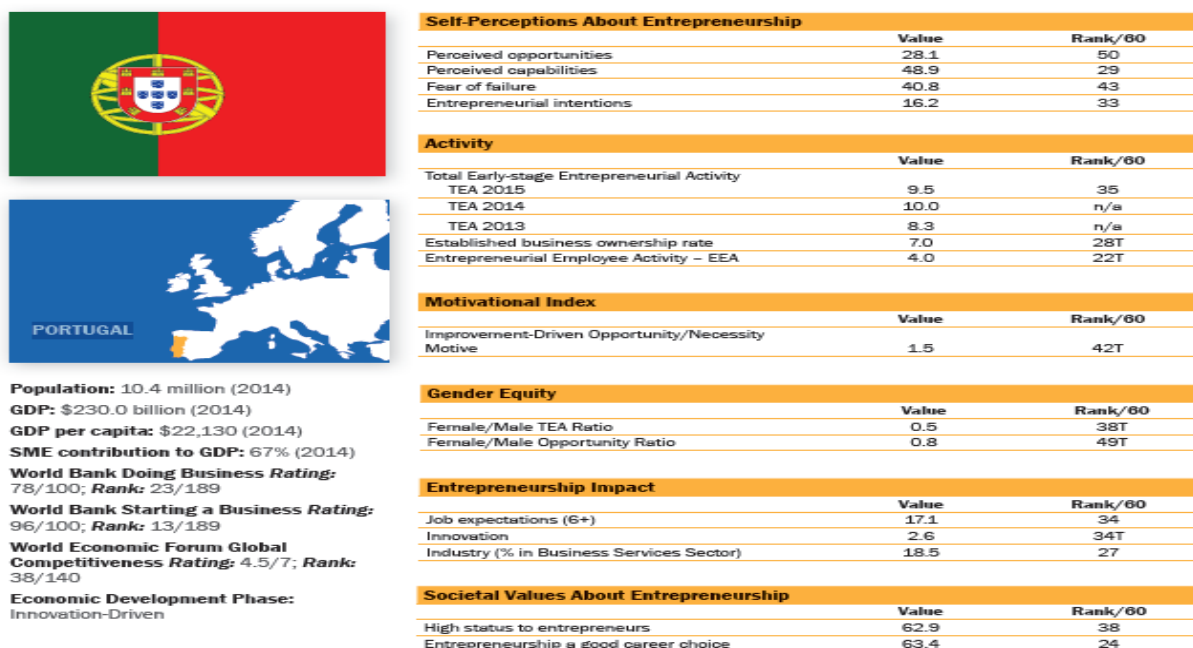 PORTUGAL
Population: 10.4 million (2014)
GDP: $230.0 billion (2014)
GDP per capita: $22,130 (2014)
SME contribution to GDP: 67% (2014)
World Bank Doing Business Rating:
78/100; Rank: 23/189
World Bank Starting a Business Rating:
96/100; Rank: 13/189
World Economic Forum Global
Competitiveness Rating: 4.5/7; Rank:
38/140
Economic Development Phase:
Innovation-Driven
Self-Perceptions About Entrepreneurship
Value Rank/60
Perceived opportunities 28.1 50
Perceived capabilities 48.9 29
Fear of failure 40.8 43
Entrepreneurial intentions 16.2 33
Activity
Value Rank/60
Total Early-stage Entrepreneurial Activity
TEA 2015 9.5 35
TEA 2014 10.0 n/a
TEA 2013 8.3 n/a
Established business ownership rate 7.0 28T
Entrepreneurial Employee Activity – EEA 4.0 22T
Motivational Index
Value Rank/60
Improvement-Driven Opportunity/Necessity
Motive 1.5 42T
Gender Equity
Value Rank/60
Female/Male TEA Ratio 0.5 38T
Female/Male Opportunity Ratio 0.8 49T
Entrepreneurship Impact
Value Rank/60
Job expectations (6+) 17.1 34
Innovation 2.6 34T
Industry (% in Business Services Sector) 18.5 27
Societal Values About Entrepreneurship
Value Rank/60
High status to entrepreneurs 62.9 38
Entrepreneurship a good career choice 63.4 24